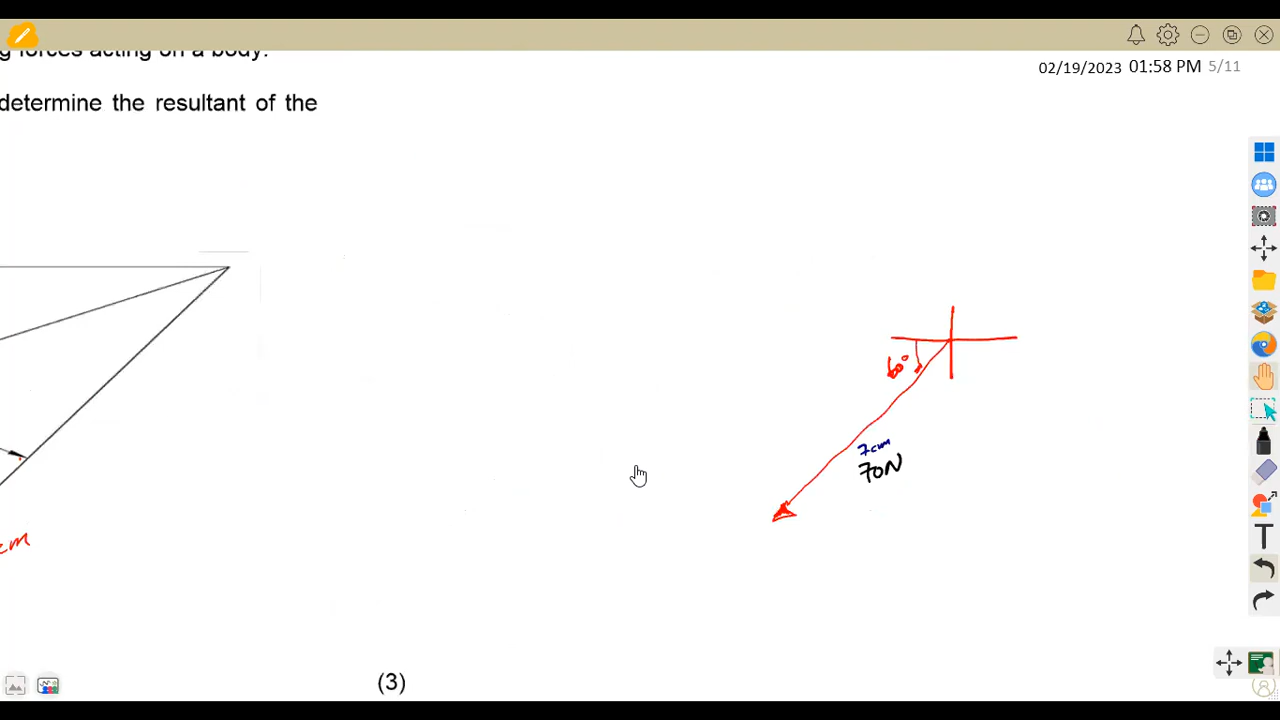 g forces acting on a body:
02/19/2023 01:58 PM 5/11
determine the resultant of the
60°
7cm
70N
cm
(3)
T